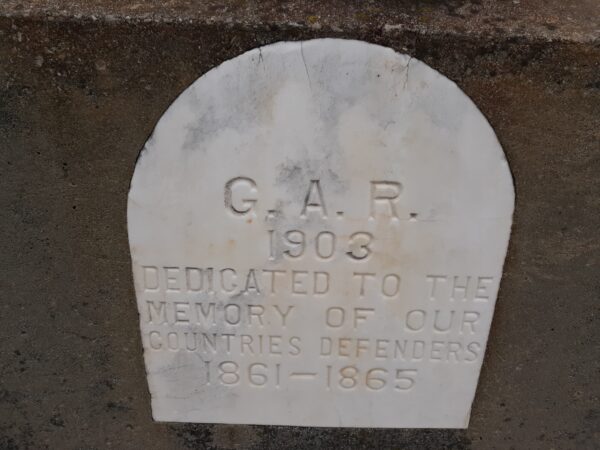 G. A. R.
1903
DEDICATED TO THE
MEMORY OF OUR
COUNTRIES DEFENDERS
1861—1865